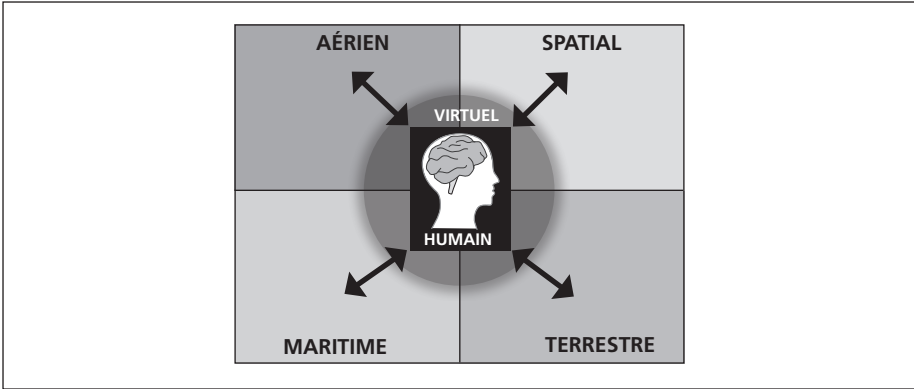 AÉRIEN
SPATIAL
VIRTUEL
HUMAIN
MARITIME
TERRESTRE